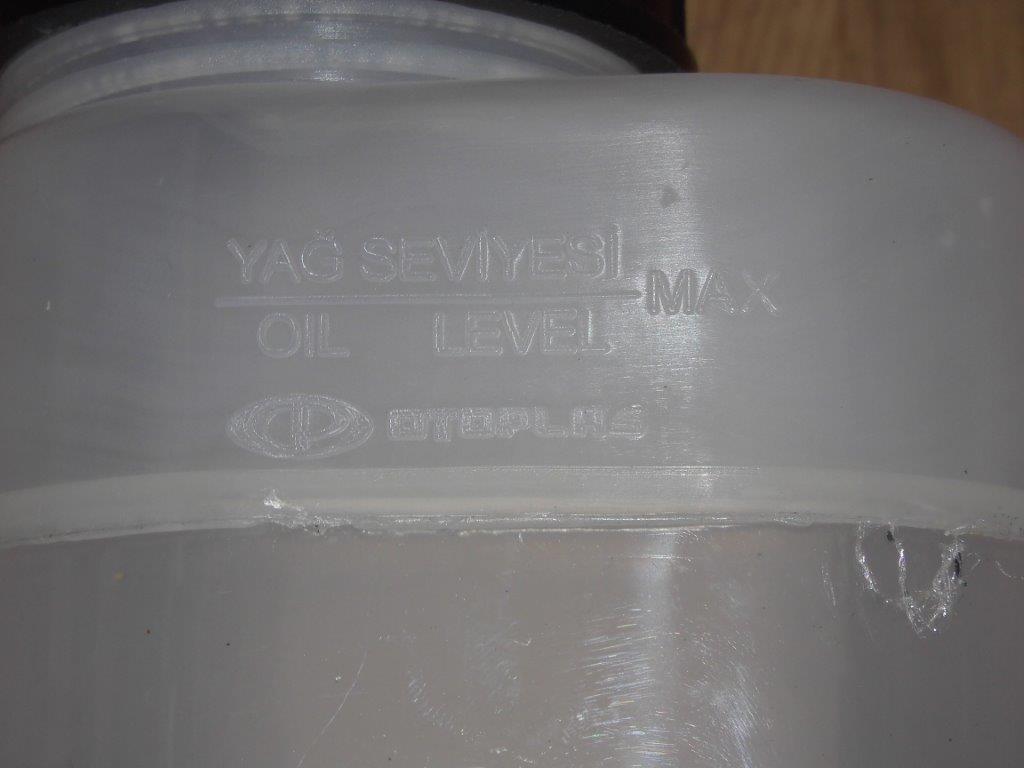 YAĞ SEVİYESİ
MAX
OIL LEVEL
OTOPLAS